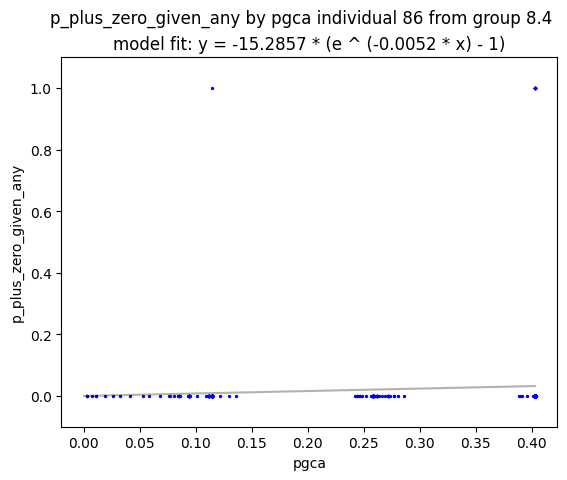 p_plus_zero_given_any by pgca individual 86 from group 8.4
model fit: y = -15.2857 * (e ^ (-0.0052 * x) - 1)
1.0
0.8
0.6
0.4
0.2
0.0
p_plus_zero_given_any
0.00 0.05 0.10 0.15 0.20 0.25 0.30 0.35 0.40
pgca